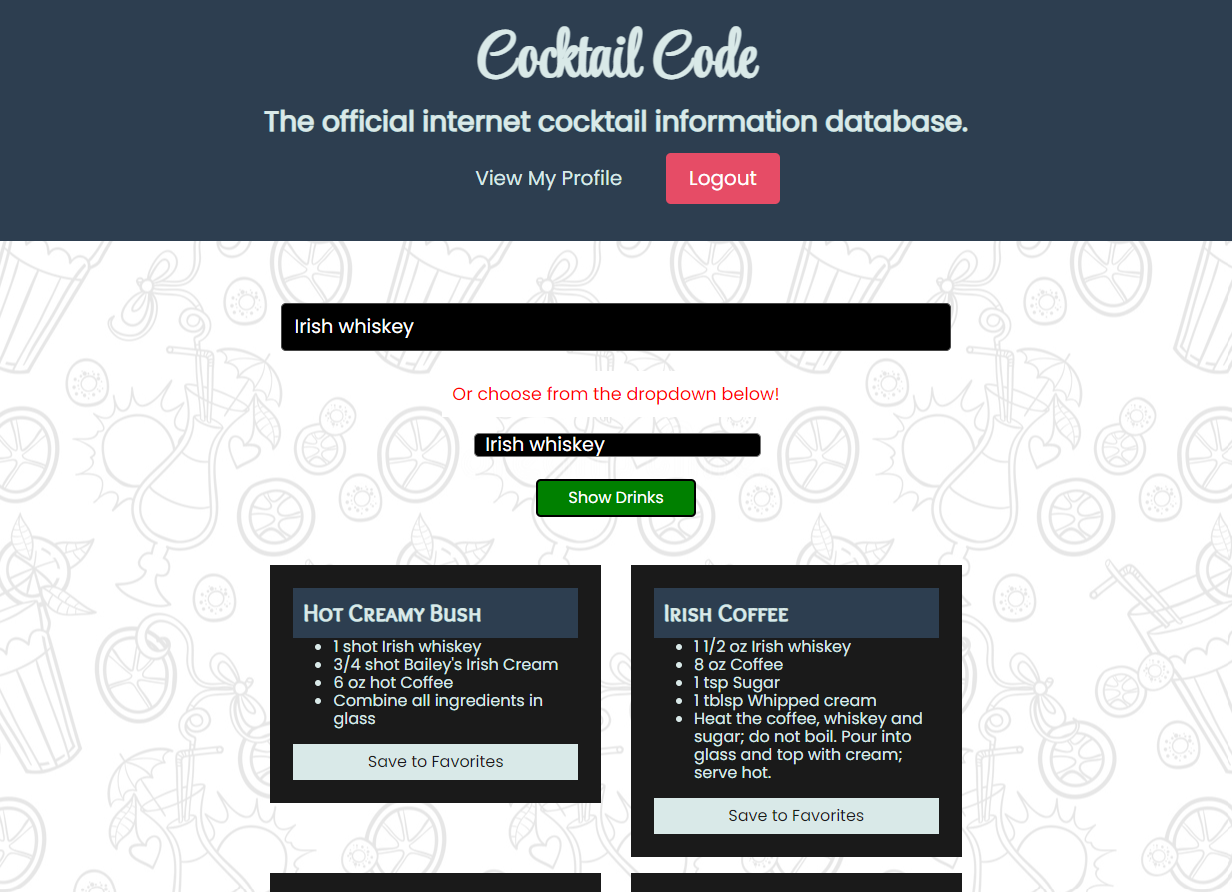 Cocktail Code
The official internet cocktail information database.
View My Profile
Logout
Irish whiskey
Or choose from the dropdown below!
Irish whiskey
Show Drinks
Hot Creamy Bush
1 shot Irish whiskey
3/4 shot Bailey's Irish Cream
6 oz hot Coffee
Combine all ingredients in
glass
Save to Favorites
Irish Coffee
1 1/2 oz Irish whiskey
8 oz Coffee
1 tsp Sugar
1 tblsp Whipped cream
Heat the coffee, whiskey and
sugar; do not boil. Pour into
glass and top with cream;
serve hot.
Save to Favorites